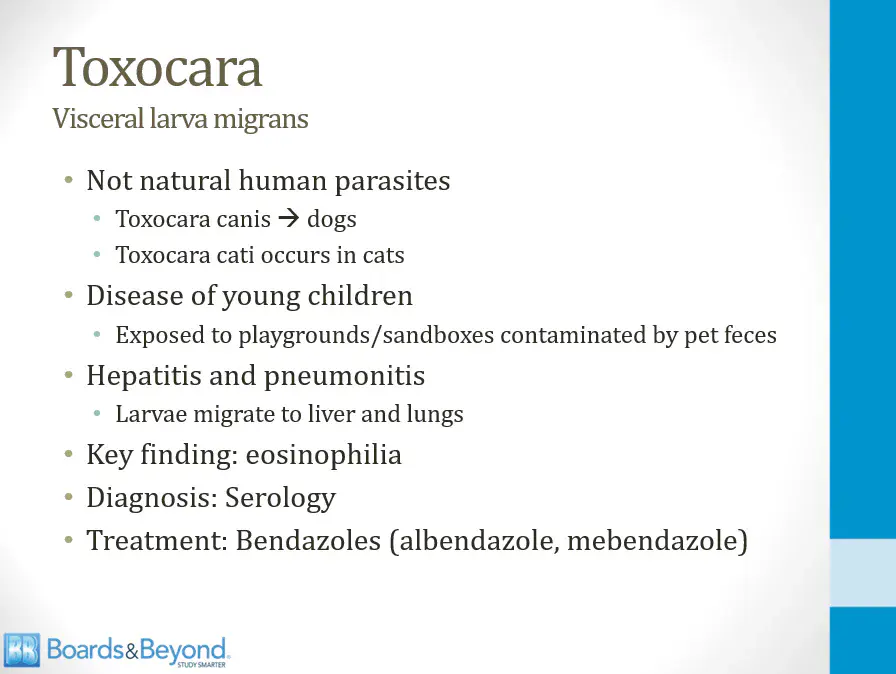 Toxocara
Visceral larva migrans
• Not natural human parasites
• Toxocara canis → dogs
• Toxocara cati occurs in cats
• Disease of young children
• Exposed to playgrounds/sandboxes contaminated by pet feces
• Hepatitis and pneumonitis
• Larvae migrate to liver and lungs
• Key finding: eosinophilia
• Diagnosis: Serology
• Treatment: Bendazoles (albendazole, mebendazole)
BB Boards&Beyond.
STUDY SMARTER